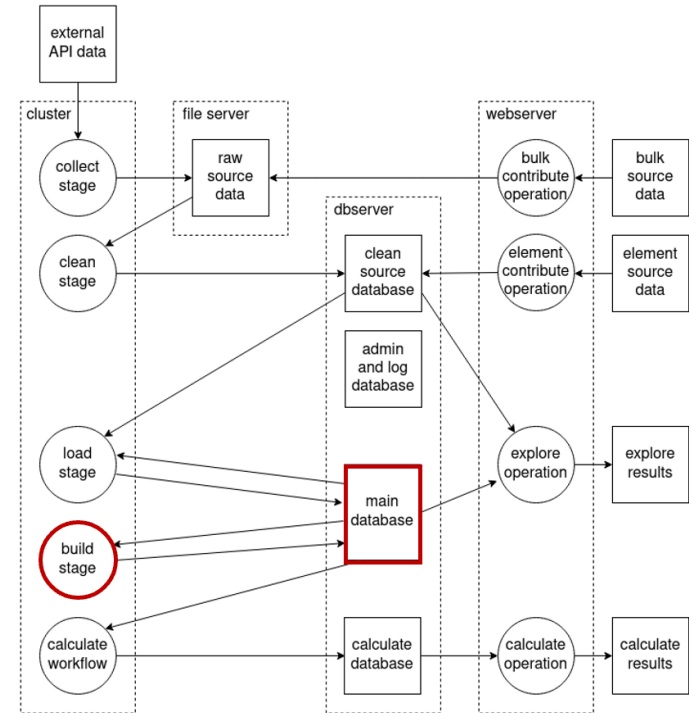 external
API data
cluster
file server
webserver
collect
stage
raw
source
data
bulk
contribute
operation
bulk
source
data
dbserver
clean
stage
clean
source
database
element
contribute
operation
element
source
data
admin
and log
database
load
stage
explore
operation
explore
results
main
database
build
stage
calculate
workflow
calculate
database
calculate
operation
calculate
results